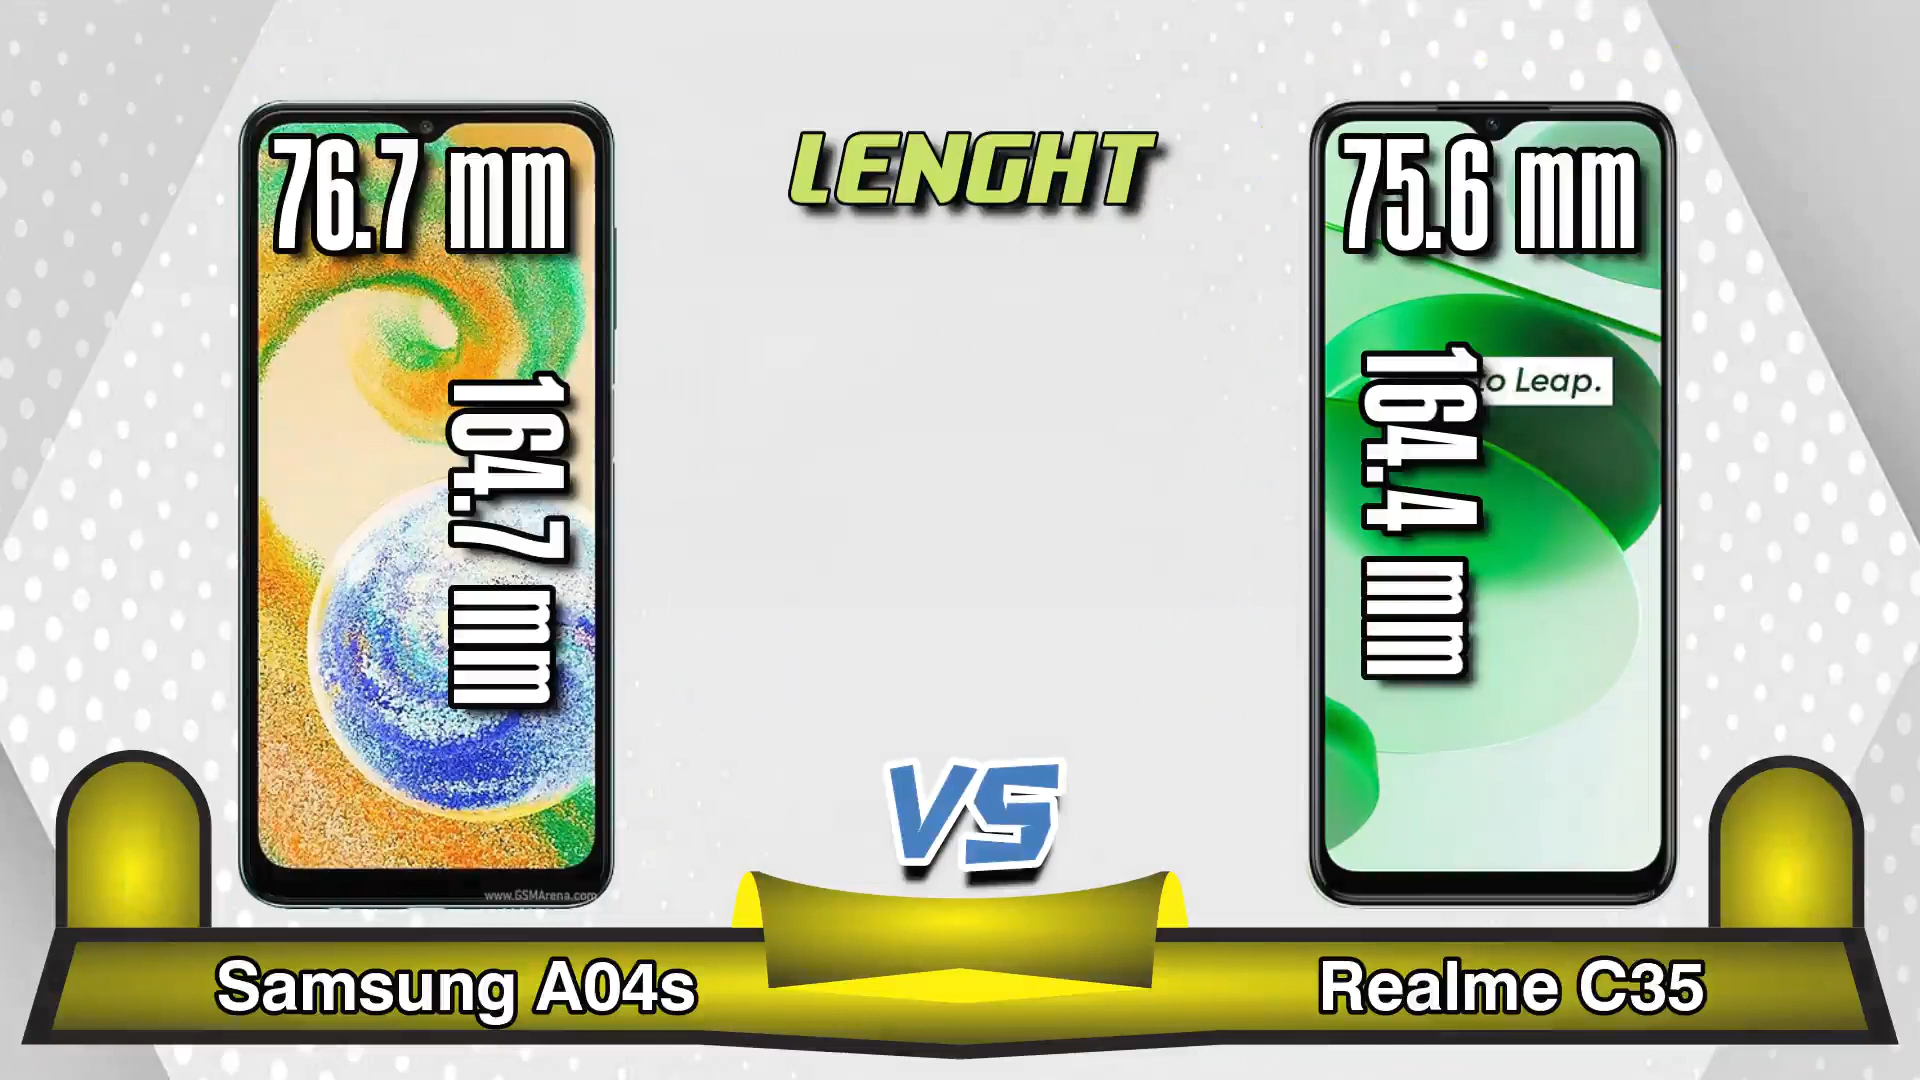 LENGHT
76.7 mm
164.7 mm
www.GSMArena.com
75.6 mm
to Leap.
164.4 mm
VS
Samsung A04s
Realme C35